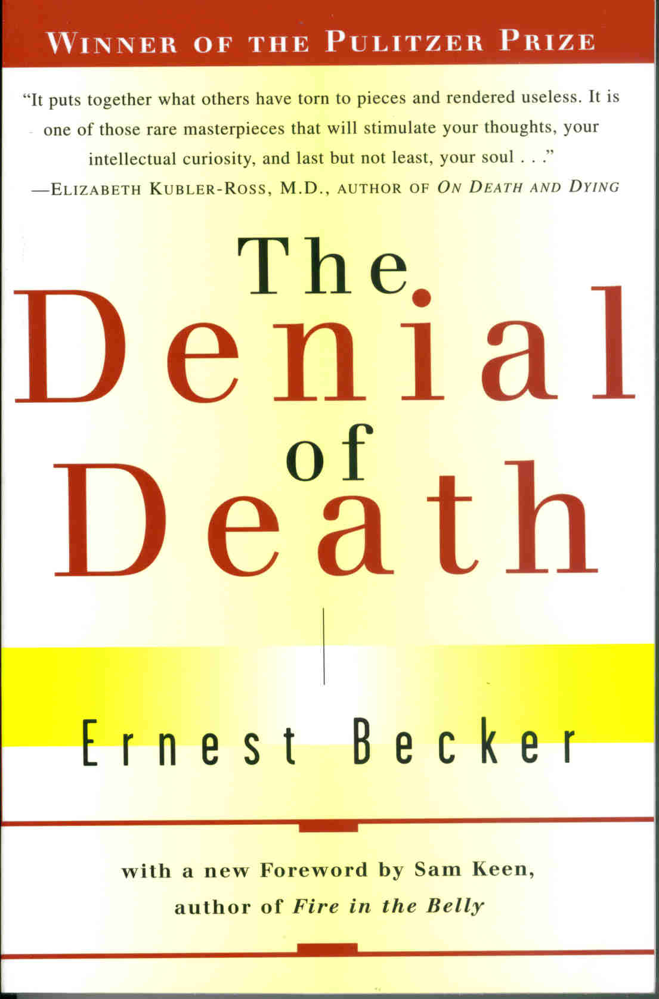 WINNER OF THE PULITZER PRIZE
“It puts together what others have torn to pieces and rendered useless. It is
one of those rare masterpieces that will stimulate your thoughts, your
intellectual curiosity, and last but not least, your soul . . .”
—ELIZABETH KUBLER-ROSS, M.D., AUTHOR OF ON DEATH AND DYING
The
Denial
of
Death
Ernest Becker
with a new Foreword by Sam Keen,
author of Fire in the Belly